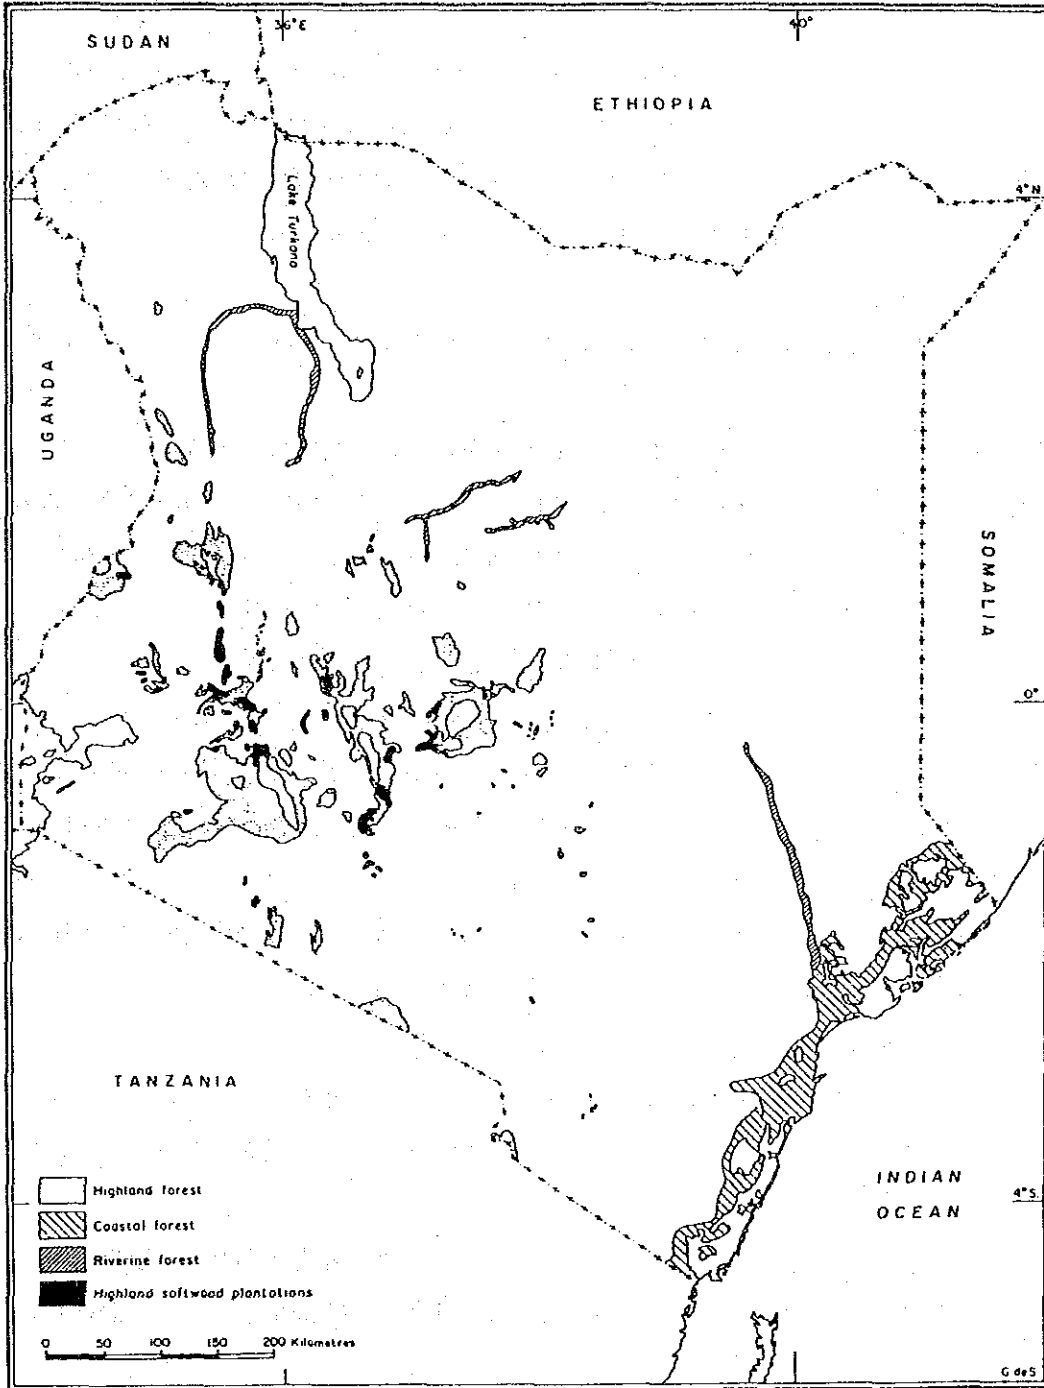 36°E
40°
SUDAN
ETHIOPIA
4°N
Lake Turkana
UGANDA
SOMALIA
0°
TANZANIA
INDIAN
OCEAN
4°S
Highland forest
Coastal forest
Riverine forest
Highland softwood plantations
0 50 100 150 200 Kilometres
G de S